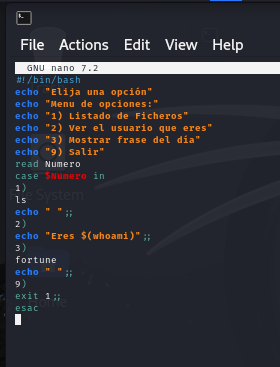 File Actions Edit View Help
GNU nano 7.2
#!/bin/bash
echo "Elija una opción"
echo "Menu de opciones:"
echo "1) Listado de Ficheros"
echo "2) Ver el usuario que eres"
echo "3) Mostrar frase del día"
echo "9) Salir"
read Numero
case $Numero in
1)
ls
echo " ";;
2)
echo "Eres $(whoami)";;
3)
fortune
echo " ";;
9)
exit 1;;
esac